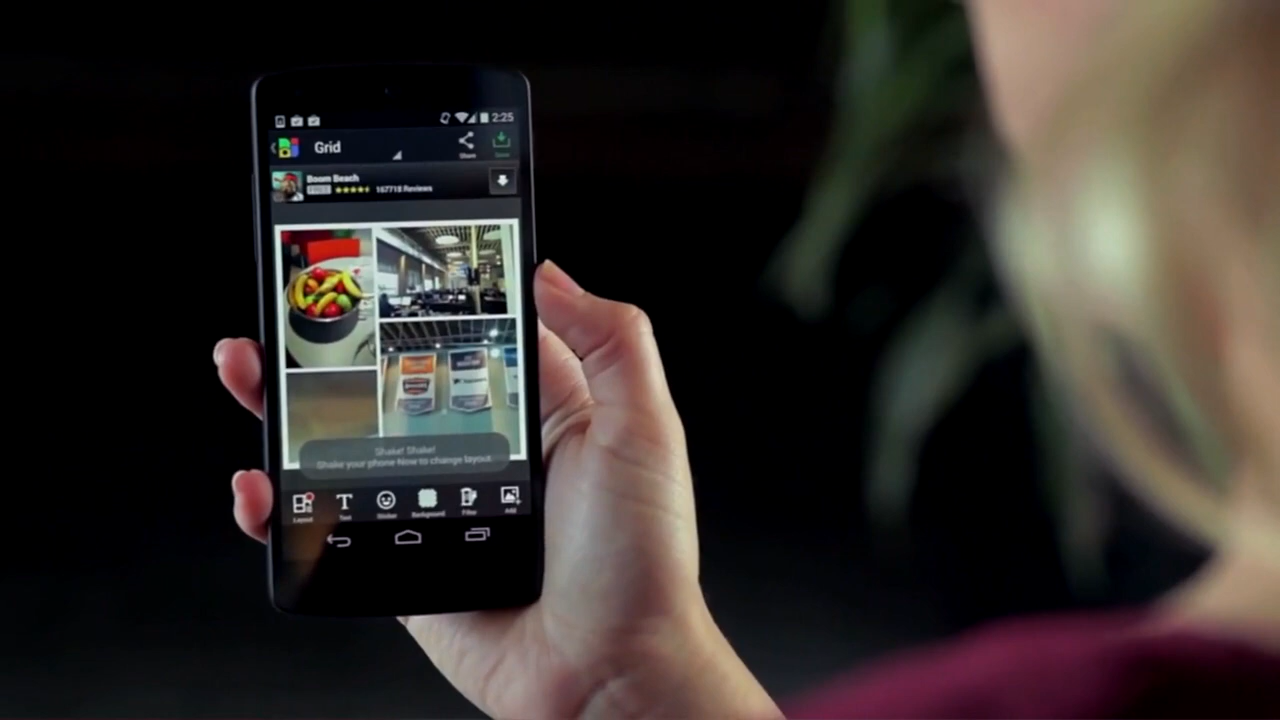 2:25
Grid
Share
Save
Boom Beach
FREE
167718 Reviews
Shake! Shake!
Shake your phone Now to change layout
Layout
Text
Sticker
Background
Filter
Add